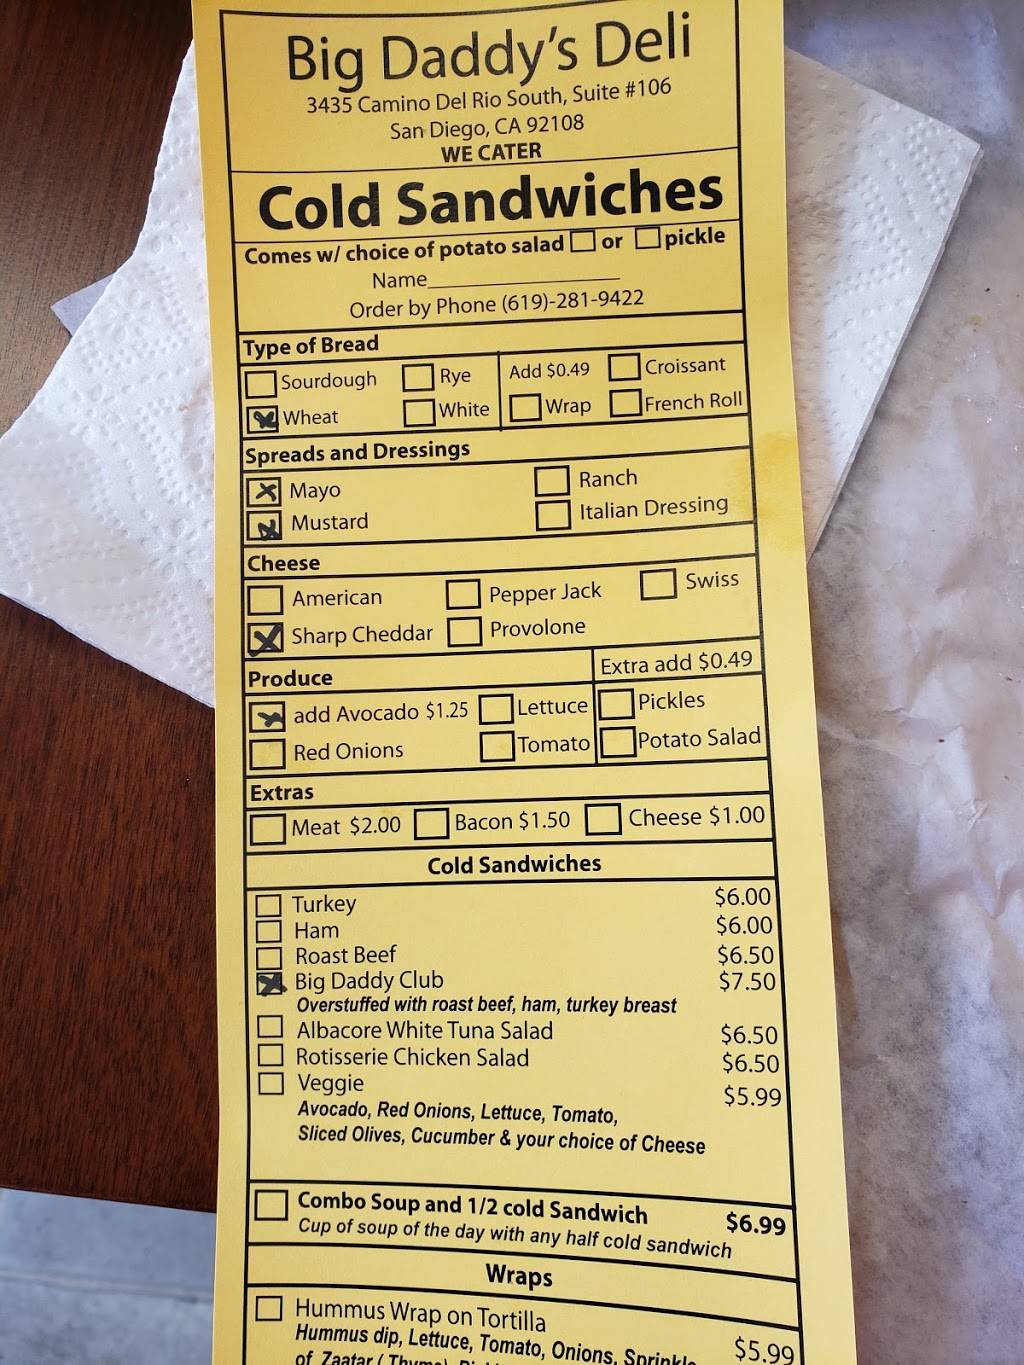 Big Daddy's Deli
3435 Camino Del Rio South, Suite #106
San Diego, CA 92108
WE CATER
Cold Sandwiches
Comes w/ choice of potato salad or pickle
Name
Order by Phone (619)-281-9422
Type of Bread
Sourdough Rye Add $0.49 Croissant
Wheat White Wrap French Roll
Spreads and Dressings
Mayo Ranch
Mustard Italian Dressing
Cheese
American Pepper Jack Swiss
Sharp Cheddar Provolone
Produce Extra add $0.49
add Avocado $1.25 Lettuce Pickles
Red Onions Tomato Potato Salad
Extras
Meat $2.00 Bacon $1.50 Cheese $1.00
Cold Sandwiches
Turkey $6.00
Ham $6.00
Roast Beef $6.50
Big Daddy Club $7.50
Overstuffed with roast beef, ham, turkey breast
Albacore White Tuna Salad $6.50
Rotisserie Chicken Salad $6.50
Veggie $5.99
Avocado, Red Onions, Lettuce, Tomato,
Sliced Olives, Cucumber & your choice of Cheese
Combo Soup and 1/2 cold Sandwich $6.99
Cup of soup of the day with any half cold sandwich
Wraps
Hummus Wrap on Tortilla $5.99
Hummus dip, Lettuce, Tomato, Onions, Sprinkle
of Zaatar ( Thyme)